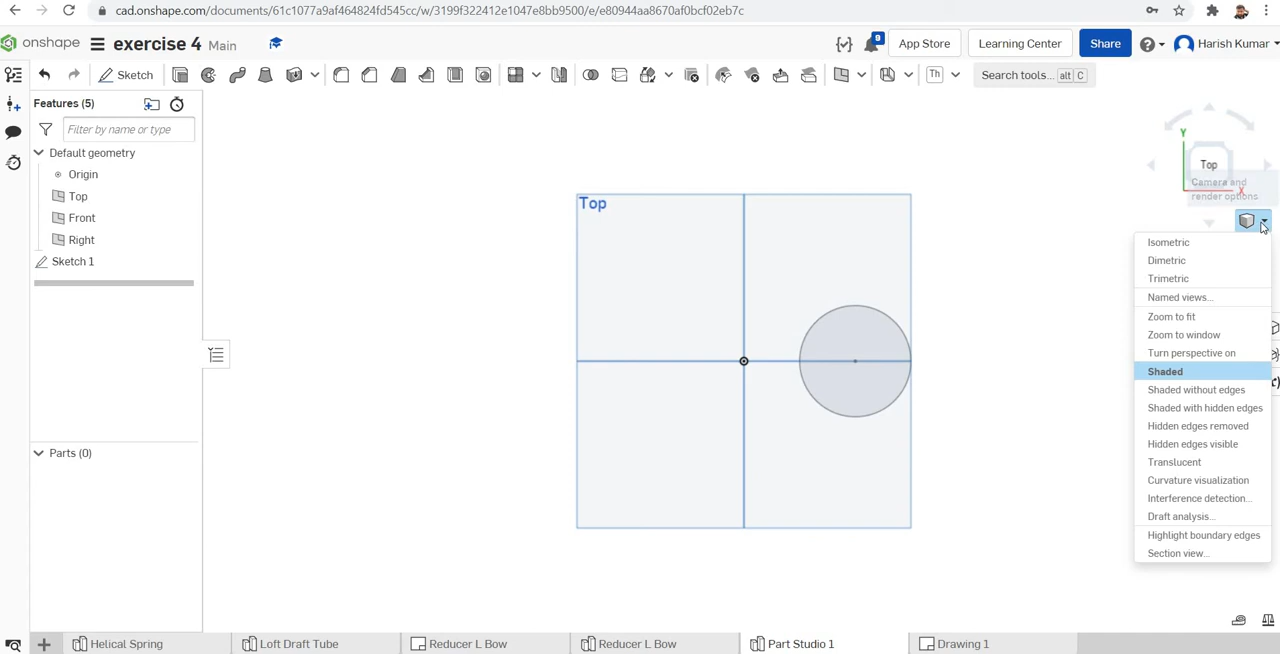 cad.onshape.com/documents/61c1077a9af464824fd545cc/w/3199f322412e1047e8bb9500/e/e80944aa8670af0bcf02eb7c
onshape
exercise 4 Main
9
App Store
Learning Center
Share
Harish Kumar
Sketch
Th
Search tools... alt C
Features (5)
Filter by name or type
Default geometry
Origin
Top
Front
Right
Sketch 1
Parts (0)
Top
Y
Top
X
Camera and
render options
Isometric
Dimetric
Trimetric
Named views...
Zoom to fit
Zoom to window
Turn perspective on
Shaded
Shaded without edges
Shaded with hidden edges
Hidden edges removed
Hidden edges visible
Translucent
Curvature visualization
Interference detection...
Draft analysis...
Highlight boundary edges
Section view...
Helical Spring
Loft Draft Tube
Reducer L Bow
Reducer L Bow
Part Studio 1
Drawing 1